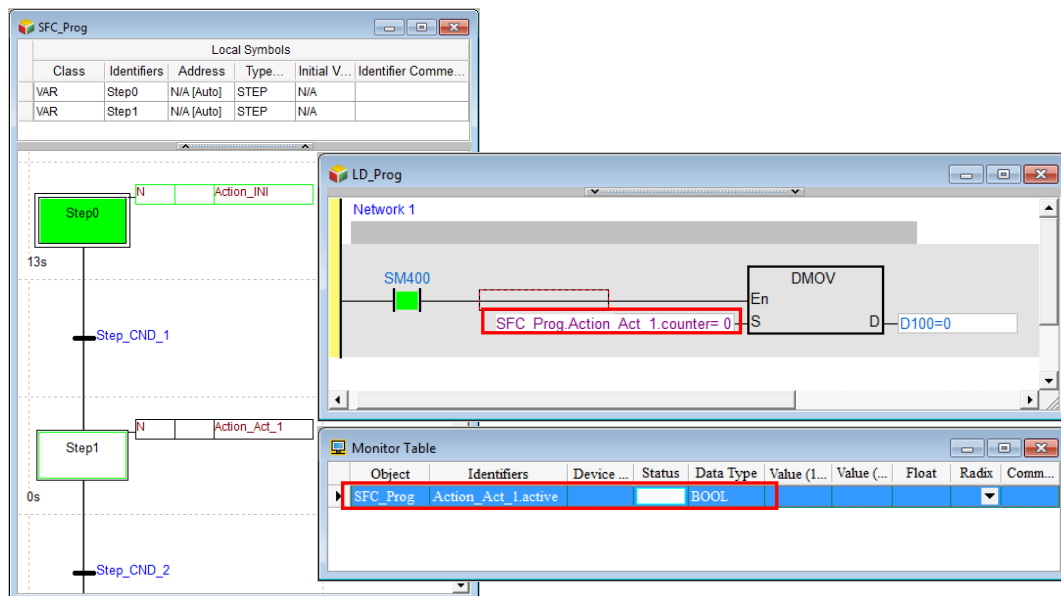 SFC_Prog
Local Symbols
Class Identifiers Address Type... Initial V... Identifier Comme...
VAR Step0 N/A [Auto] STEP N/A
VAR Step1 N/A [Auto] STEP N/A
N Action_INI
Step0
13s
Step_CND_1
N Action_Act_1
Step1
0s
Step_CND_2
LD_Prog
Network 1
SM400
DMOV
En
SFC_Prog.Action_Act_1.counter= 0 S D D100=0
Monitor Table
Object Identifiers Device ... Status Data Type Value (1... Value (... Float Radix Comm...
SFC_Prog Action_Act_1.active BOOL